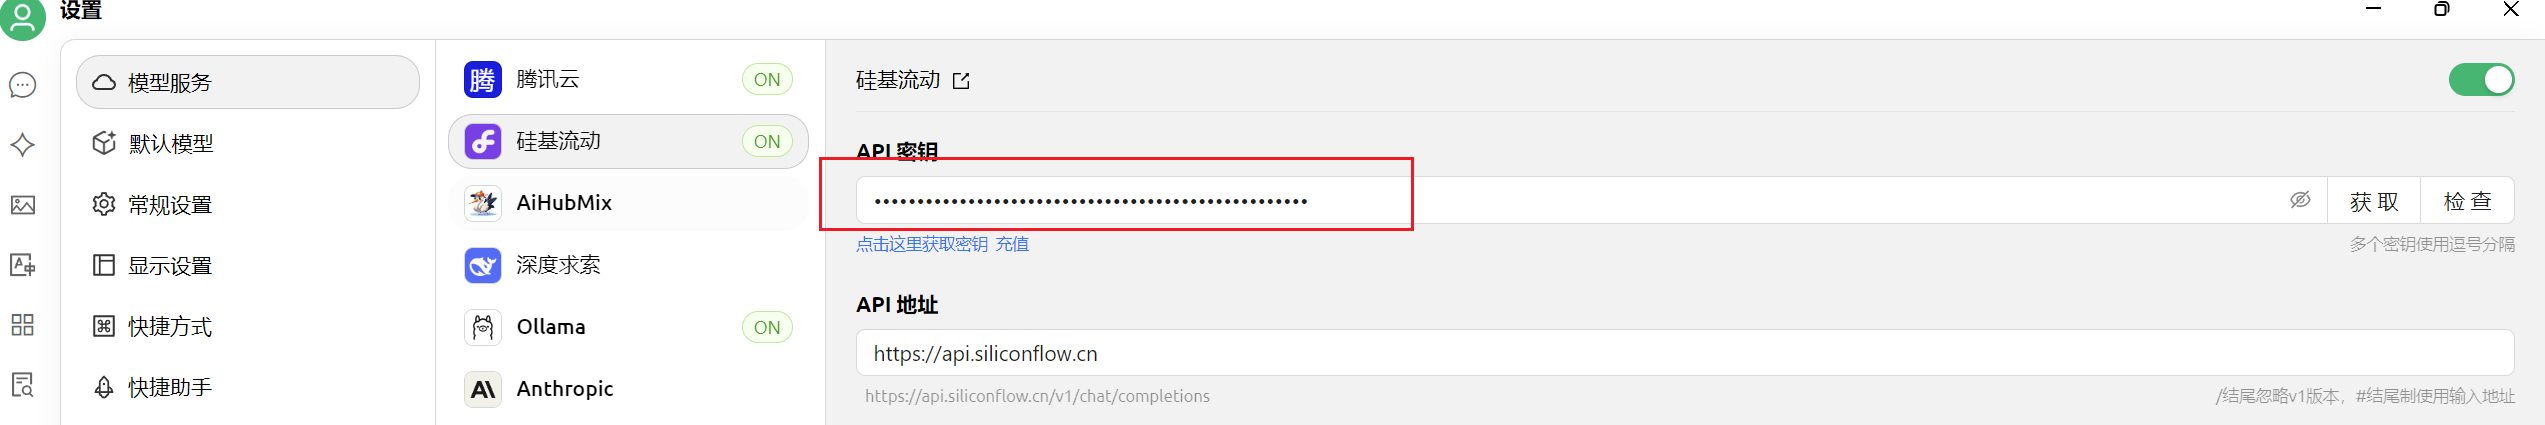 设置
模型服务
默认模型
常规设置
显示设置
快捷方式
快捷助手
腾 腾讯云 ON
硅基流动 ON
AiHubMix
深度求索
Ollama ON
Anthropic
硅基流动
API 密钥
•••••••••••••••••••••••••••••••••••••••••••••••••••
获取 检查
点击这里获取密钥 充值 多个密钥使用逗号分隔
API 地址
https://api.siliconflow.cn
https://api.siliconflow.cn/v1/chat/completions /结尾忽略v1版本，#结尾制使用输入地址